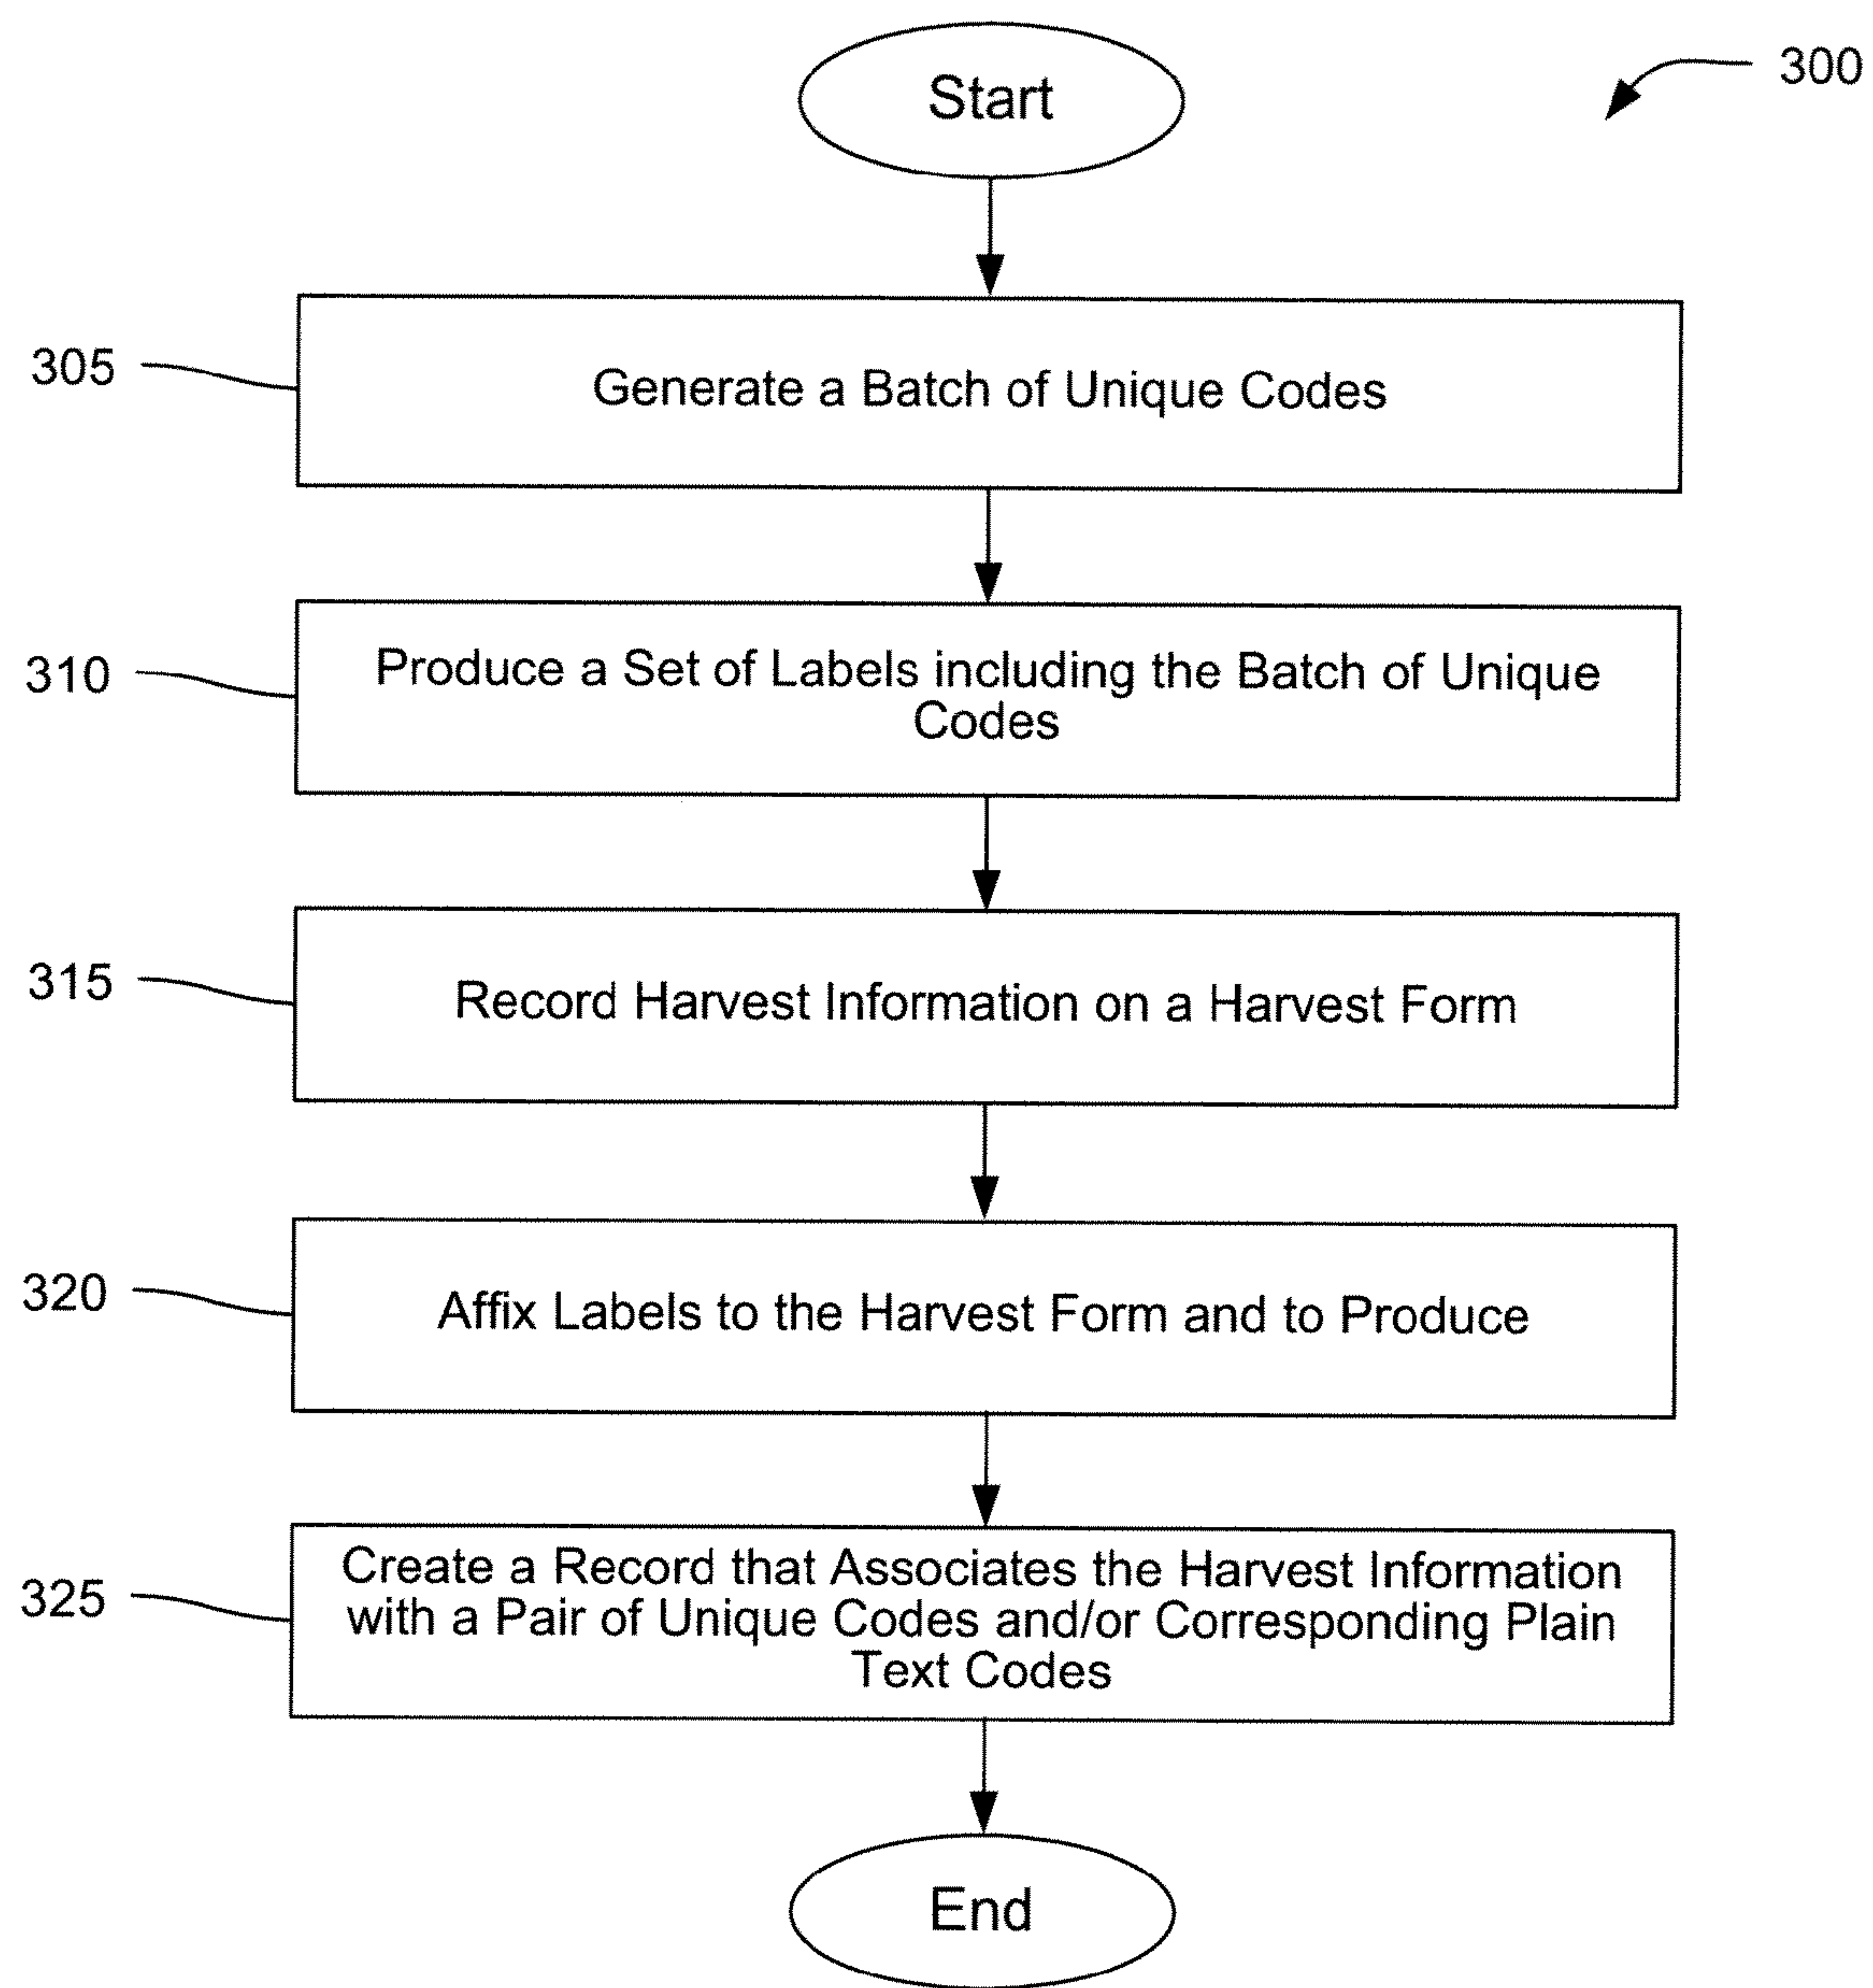 Start
300
305
Generate a Batch of Unique Codes
310
Produce a Set of Labels including the Batch of Unique
Codes
315
Record Harvest Information on a Harvest Form
320
Affix Labels to the Harvest Form and to Produce
325
Create a Record that Associates the Harvest Information
with a Pair of Unique Codes and/or Corresponding Plain
Text Codes
End